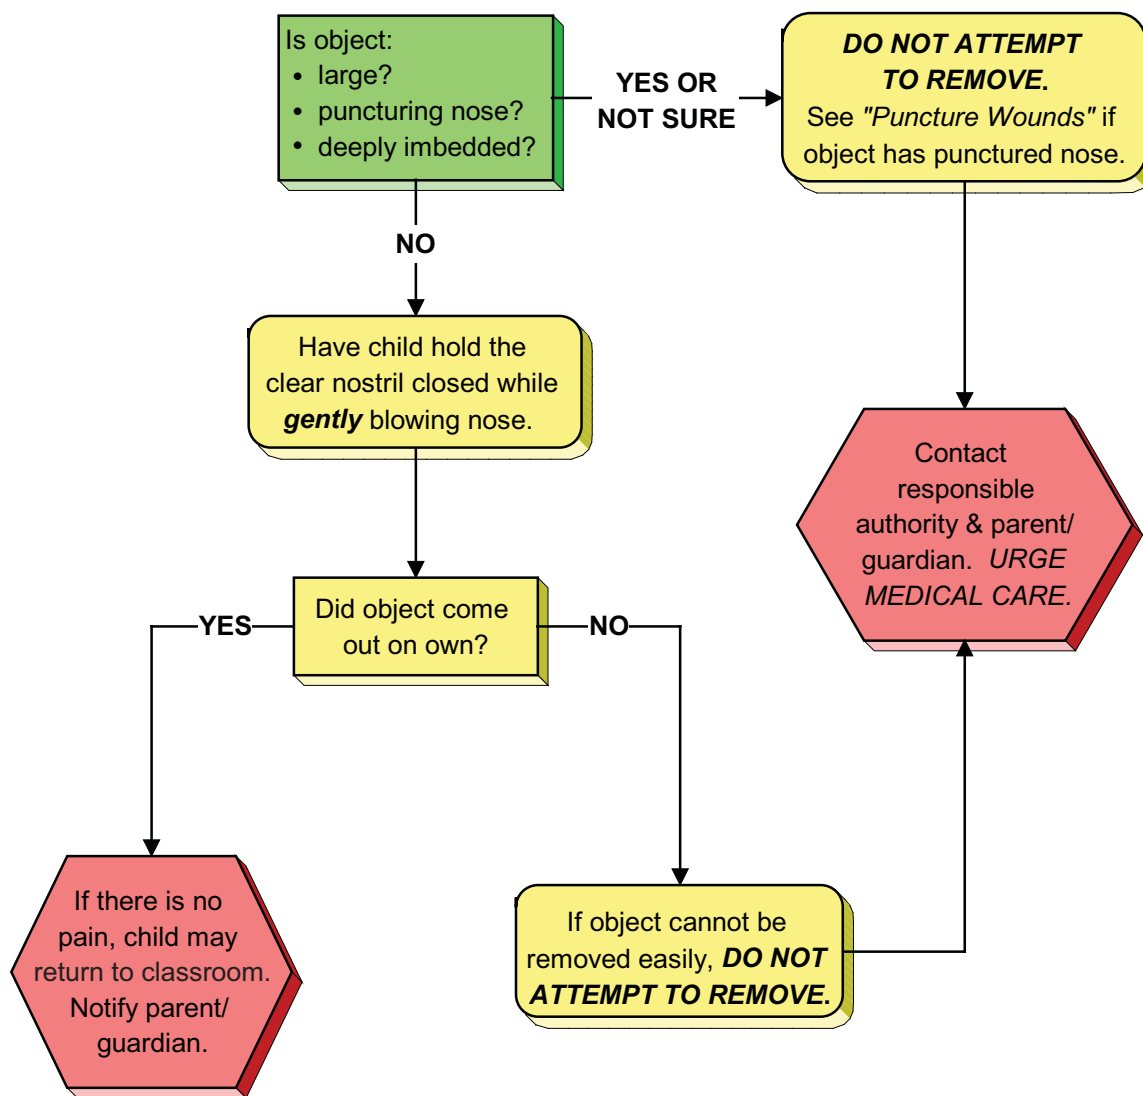 Is object:
• large?
• puncturing nose?
• deeply imbedded?
YES OR
NOT SURE
DO NOT ATTEMPT
TO REMOVE.
See "Puncture Wounds" if
object has punctured nose.
NO
Have child hold the
clear nostril closed while
gently blowing nose.
Contact
responsible
authority & parent/
guardian. URGE
MEDICAL CARE.
Did object come
out on own?
YES
NO
If there is no
pain, child may
return to classroom.
Notify parent/
guardian.
If object cannot be
removed easily, DO NOT
ATTEMPT TO REMOVE.